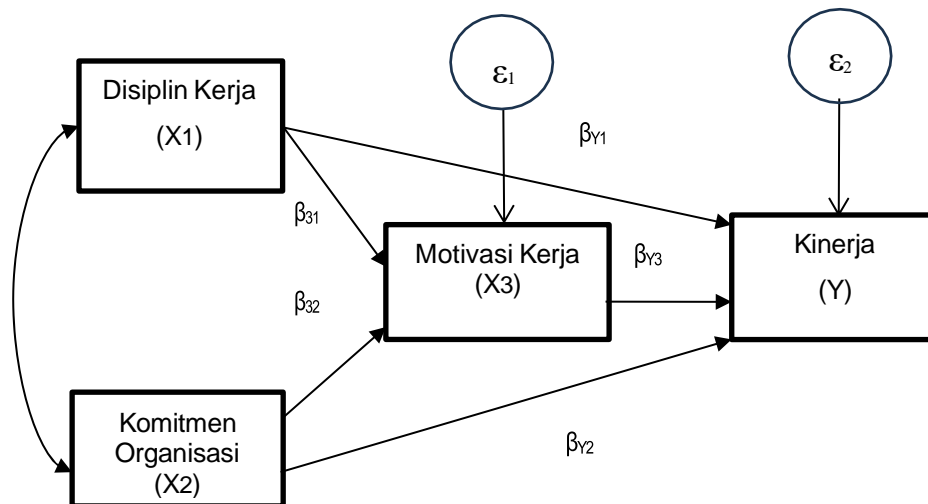 Disiplin Kerja
(X1)
ε1
ε2
βY1
β31
Motivasi Kerja
(X3)
βY3
Kinerja
(Y)
β32
Komitmen
Organisasi
(X2)
βY2